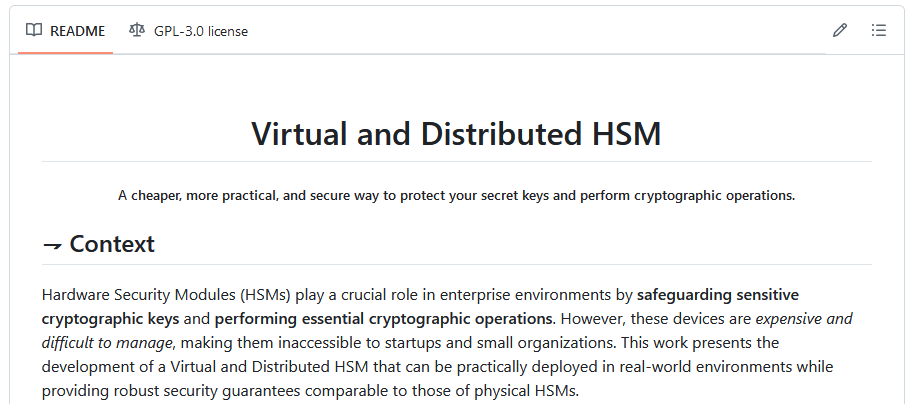 README
GPL-3.0 license
Virtual and Distributed HSM
A cheaper, more practical, and secure way to protect your secret keys and perform cryptographic operations.
⇁ Context
Hardware Security Modules (HSMs) play a crucial role in enterprise environments by safeguarding sensitive
cryptographic keys and performing essential cryptographic operations. However, these devices are expensive and
difficult to manage, making them inaccessible to startups and small organizations. This work presents the
development of a Virtual and Distributed HSM that can be practically deployed in real-world environments while
providing robust security guarantees comparable to those of physical HSMs.